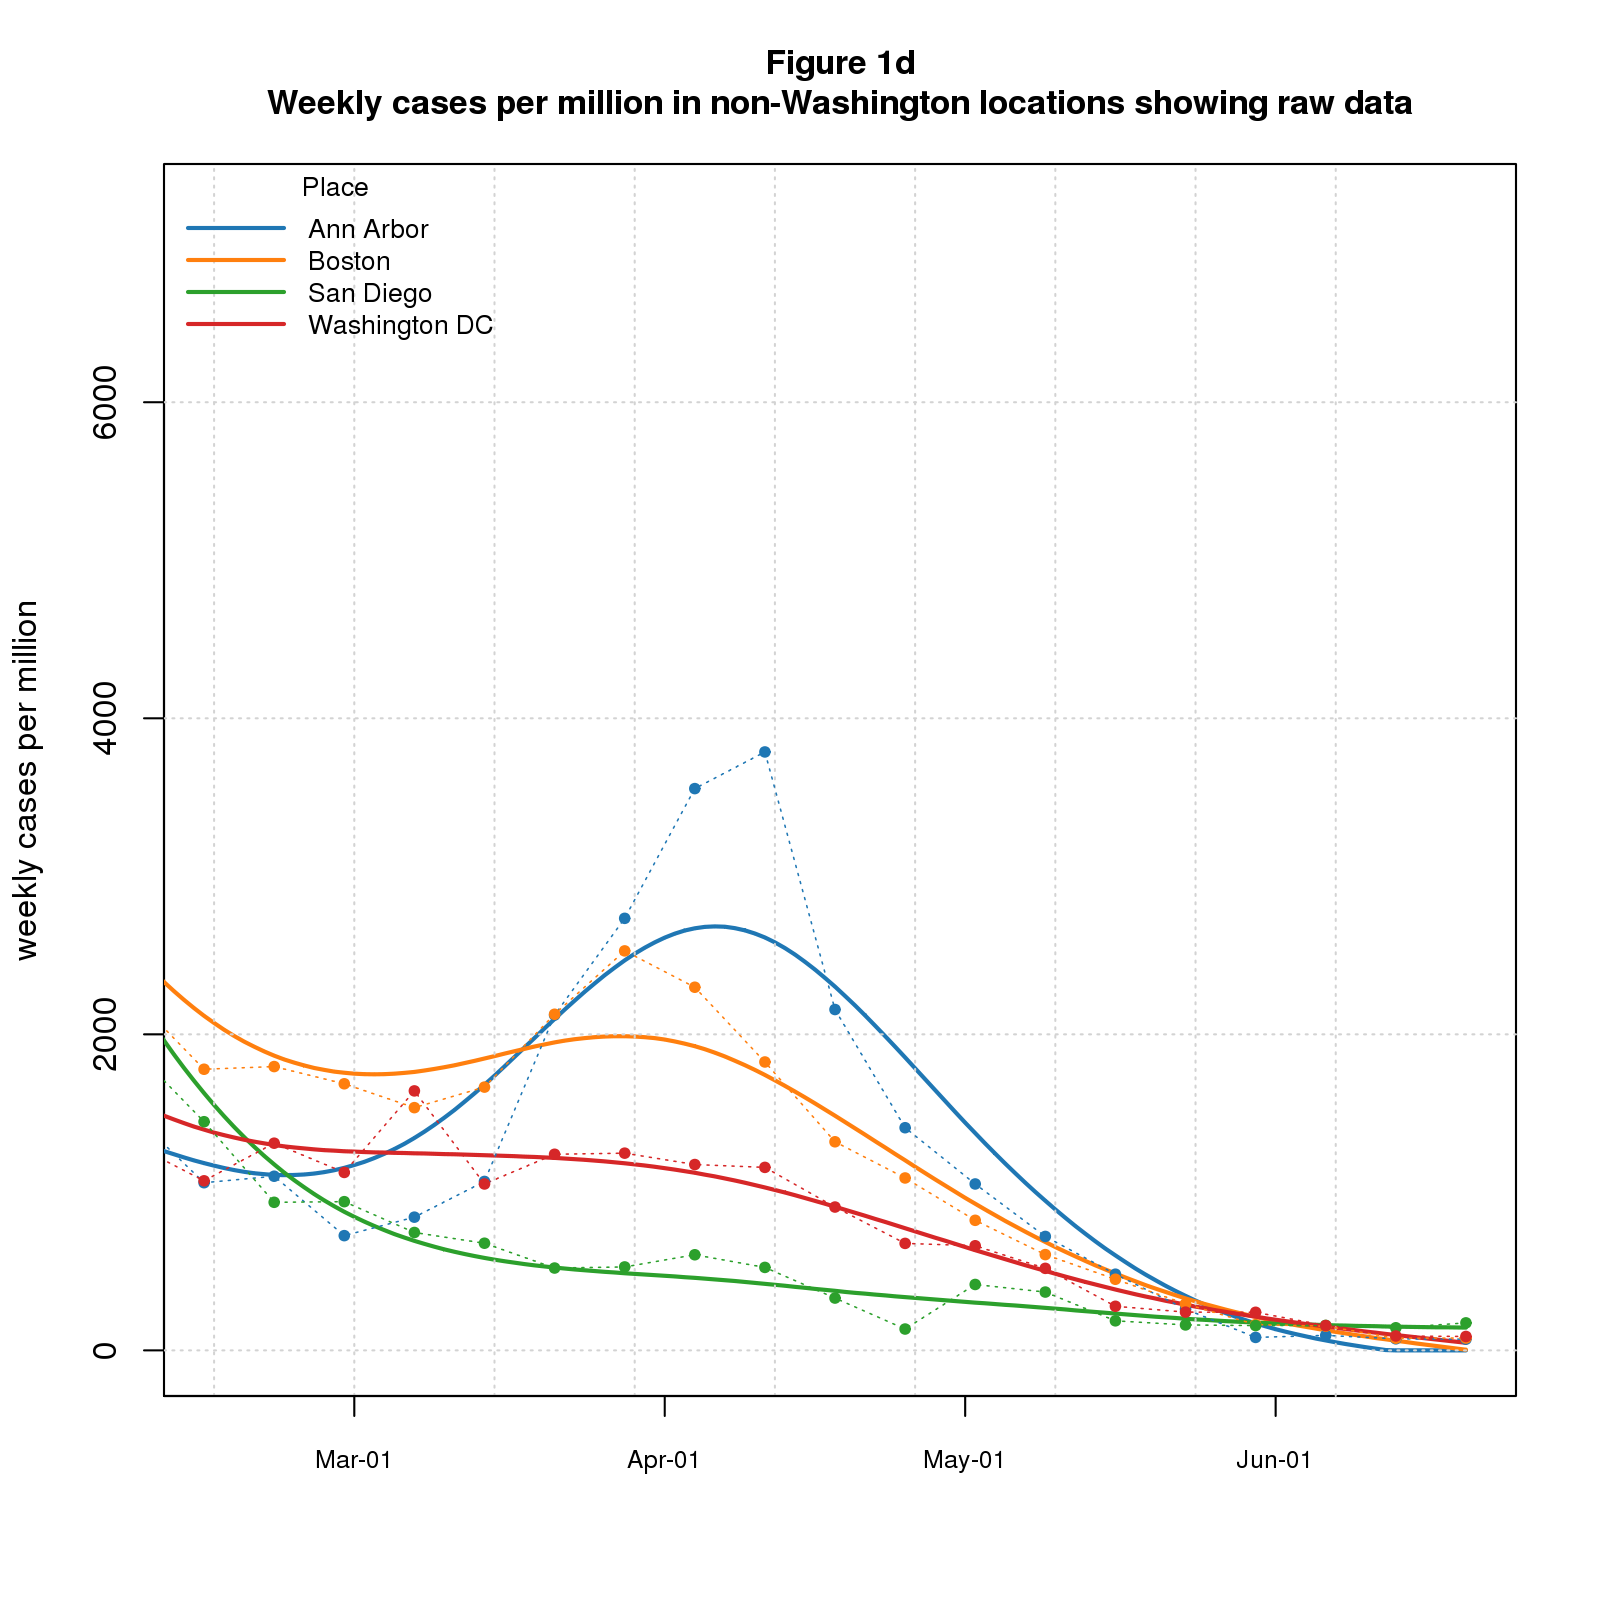 Figure 1d
Weekly cases per million in non-Washington locations showing raw data
Place
Ann Arbor
Boston
San Diego
Washington DC
weekly cases per million
6000
4000
2000
0
Mar-01 Apr-01 May-01 Jun-01